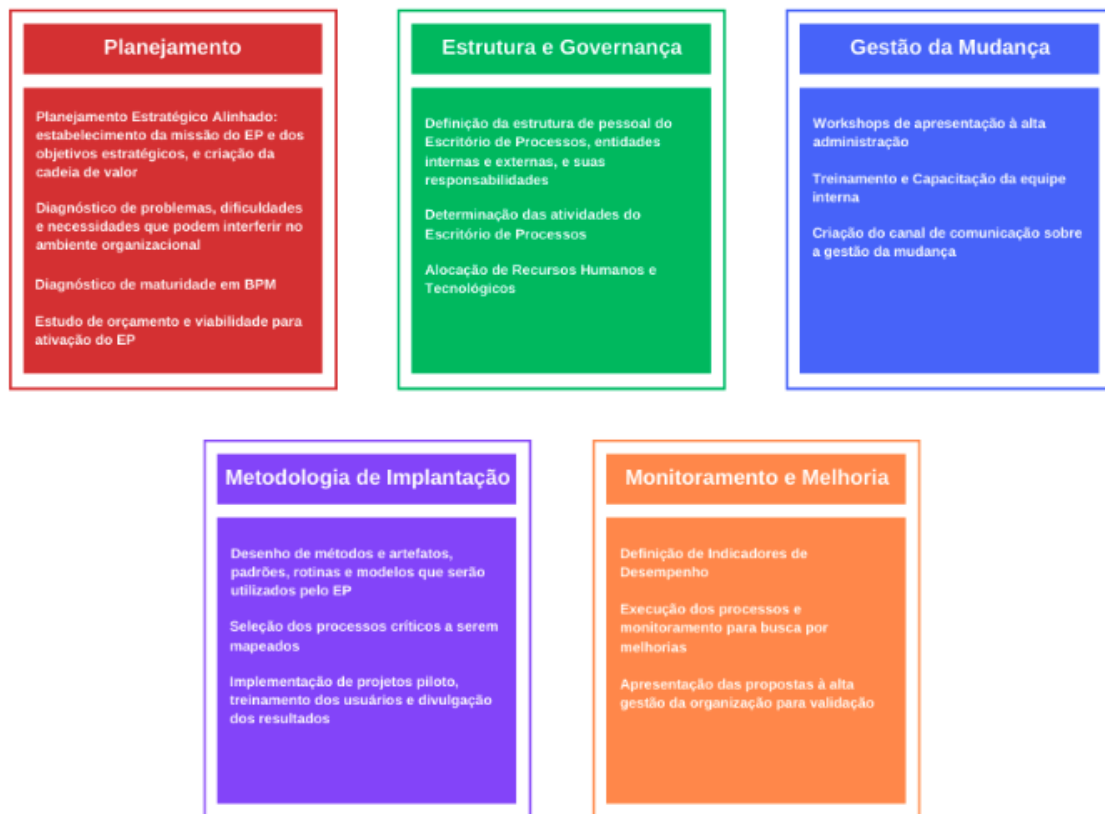 Planejamento
Planejamento Estratégico Alinhado:
estabelecimento da missão do EP e dos
objetivos estratégicos, e criação da
cadeia de valor
Diagnóstico de problemas, dificuldades
e necessidades que podem interferir no
ambiente organizacional
Diagnóstico de maturidade em BPM
Estudo de orçamento e viabilidade para
ativação do EP
Estrutura e Governança
Definição da estrutura de pessoal do
Escritório de Processos, entidades
internas e externas, e suas
responsabilidades
Determinação das atividades do
Escritório de Processos
Alocação de Recursos Humanos e
Tecnológicos
Gestão da Mudança
Workshops de apresentação à alta
administração
Treinamento e Capacitação da equipe
interna
Criação do canal de comunicação sobre
a gestão da mudança
Metodologia de Implantação
Desenho de métodos e artefatos,
padrões, rotinas e modelos que serão
utilizados pelo EP
Seleção dos processos críticos a serem
mapeados
Implementação de projetos piloto,
treinamento dos usuários e divulgação
dos resultados
Monitoramento e Melhoria
Definição de Indicadores de
Desempenho
Execução dos processos e
monitoramento para busca por
melhorias
Apresentação das propostas à alta
gestão da organização para validação